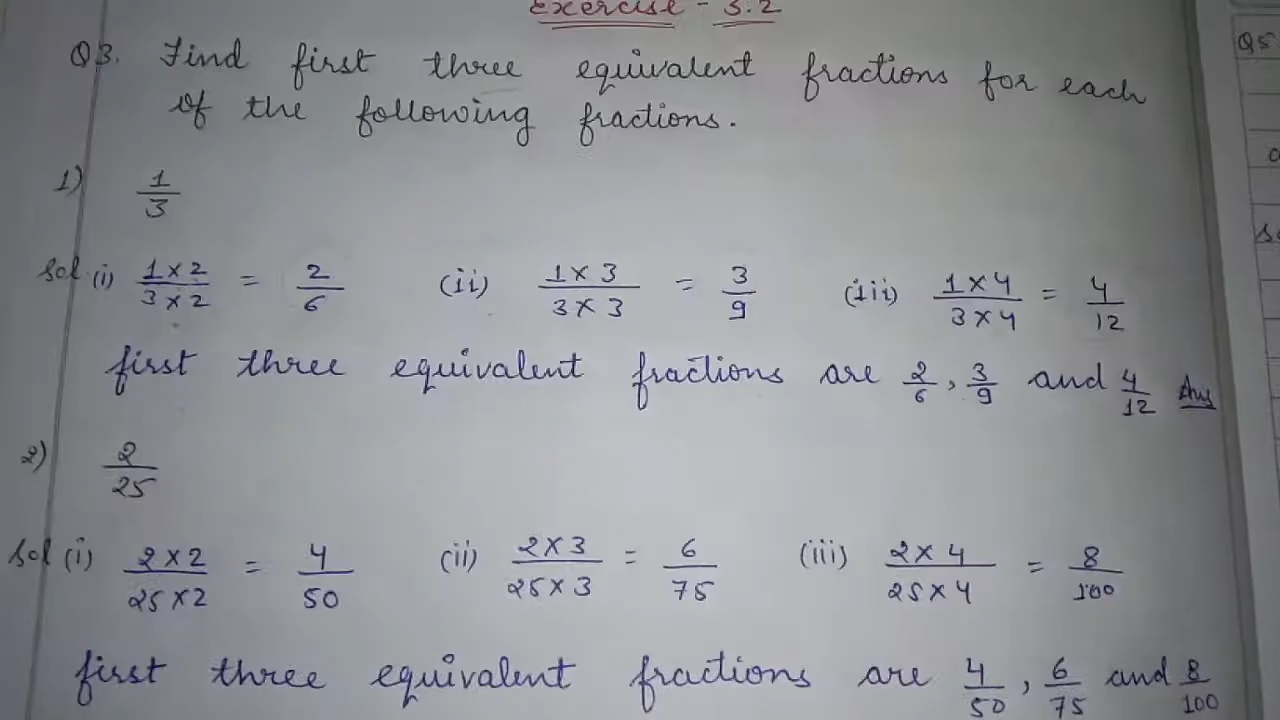 Exercise - 3.2
Q3. Find first three equivalent fractions for each
of the following fractions.
1) 1/3
Sol (i) 1 × 2 / 3 × 2 = 2/6 (ii) 1 × 3 / 3 × 3 = 3/9 (iii) 1 × 4 / 3 × 4 = 4/12
first three equivalent fractions are 2/6, 3/9 and 4/12 Ans
2) 2/25
Sol (i) 2 × 2 / 25 × 2 = 4/50 (ii) 2 × 3 / 25 × 3 = 6/75 (iii) 2 × 4 / 25 × 4 = 8/100
first three equivalent fractions are 4/50, 6/75 and 8/100
Q5